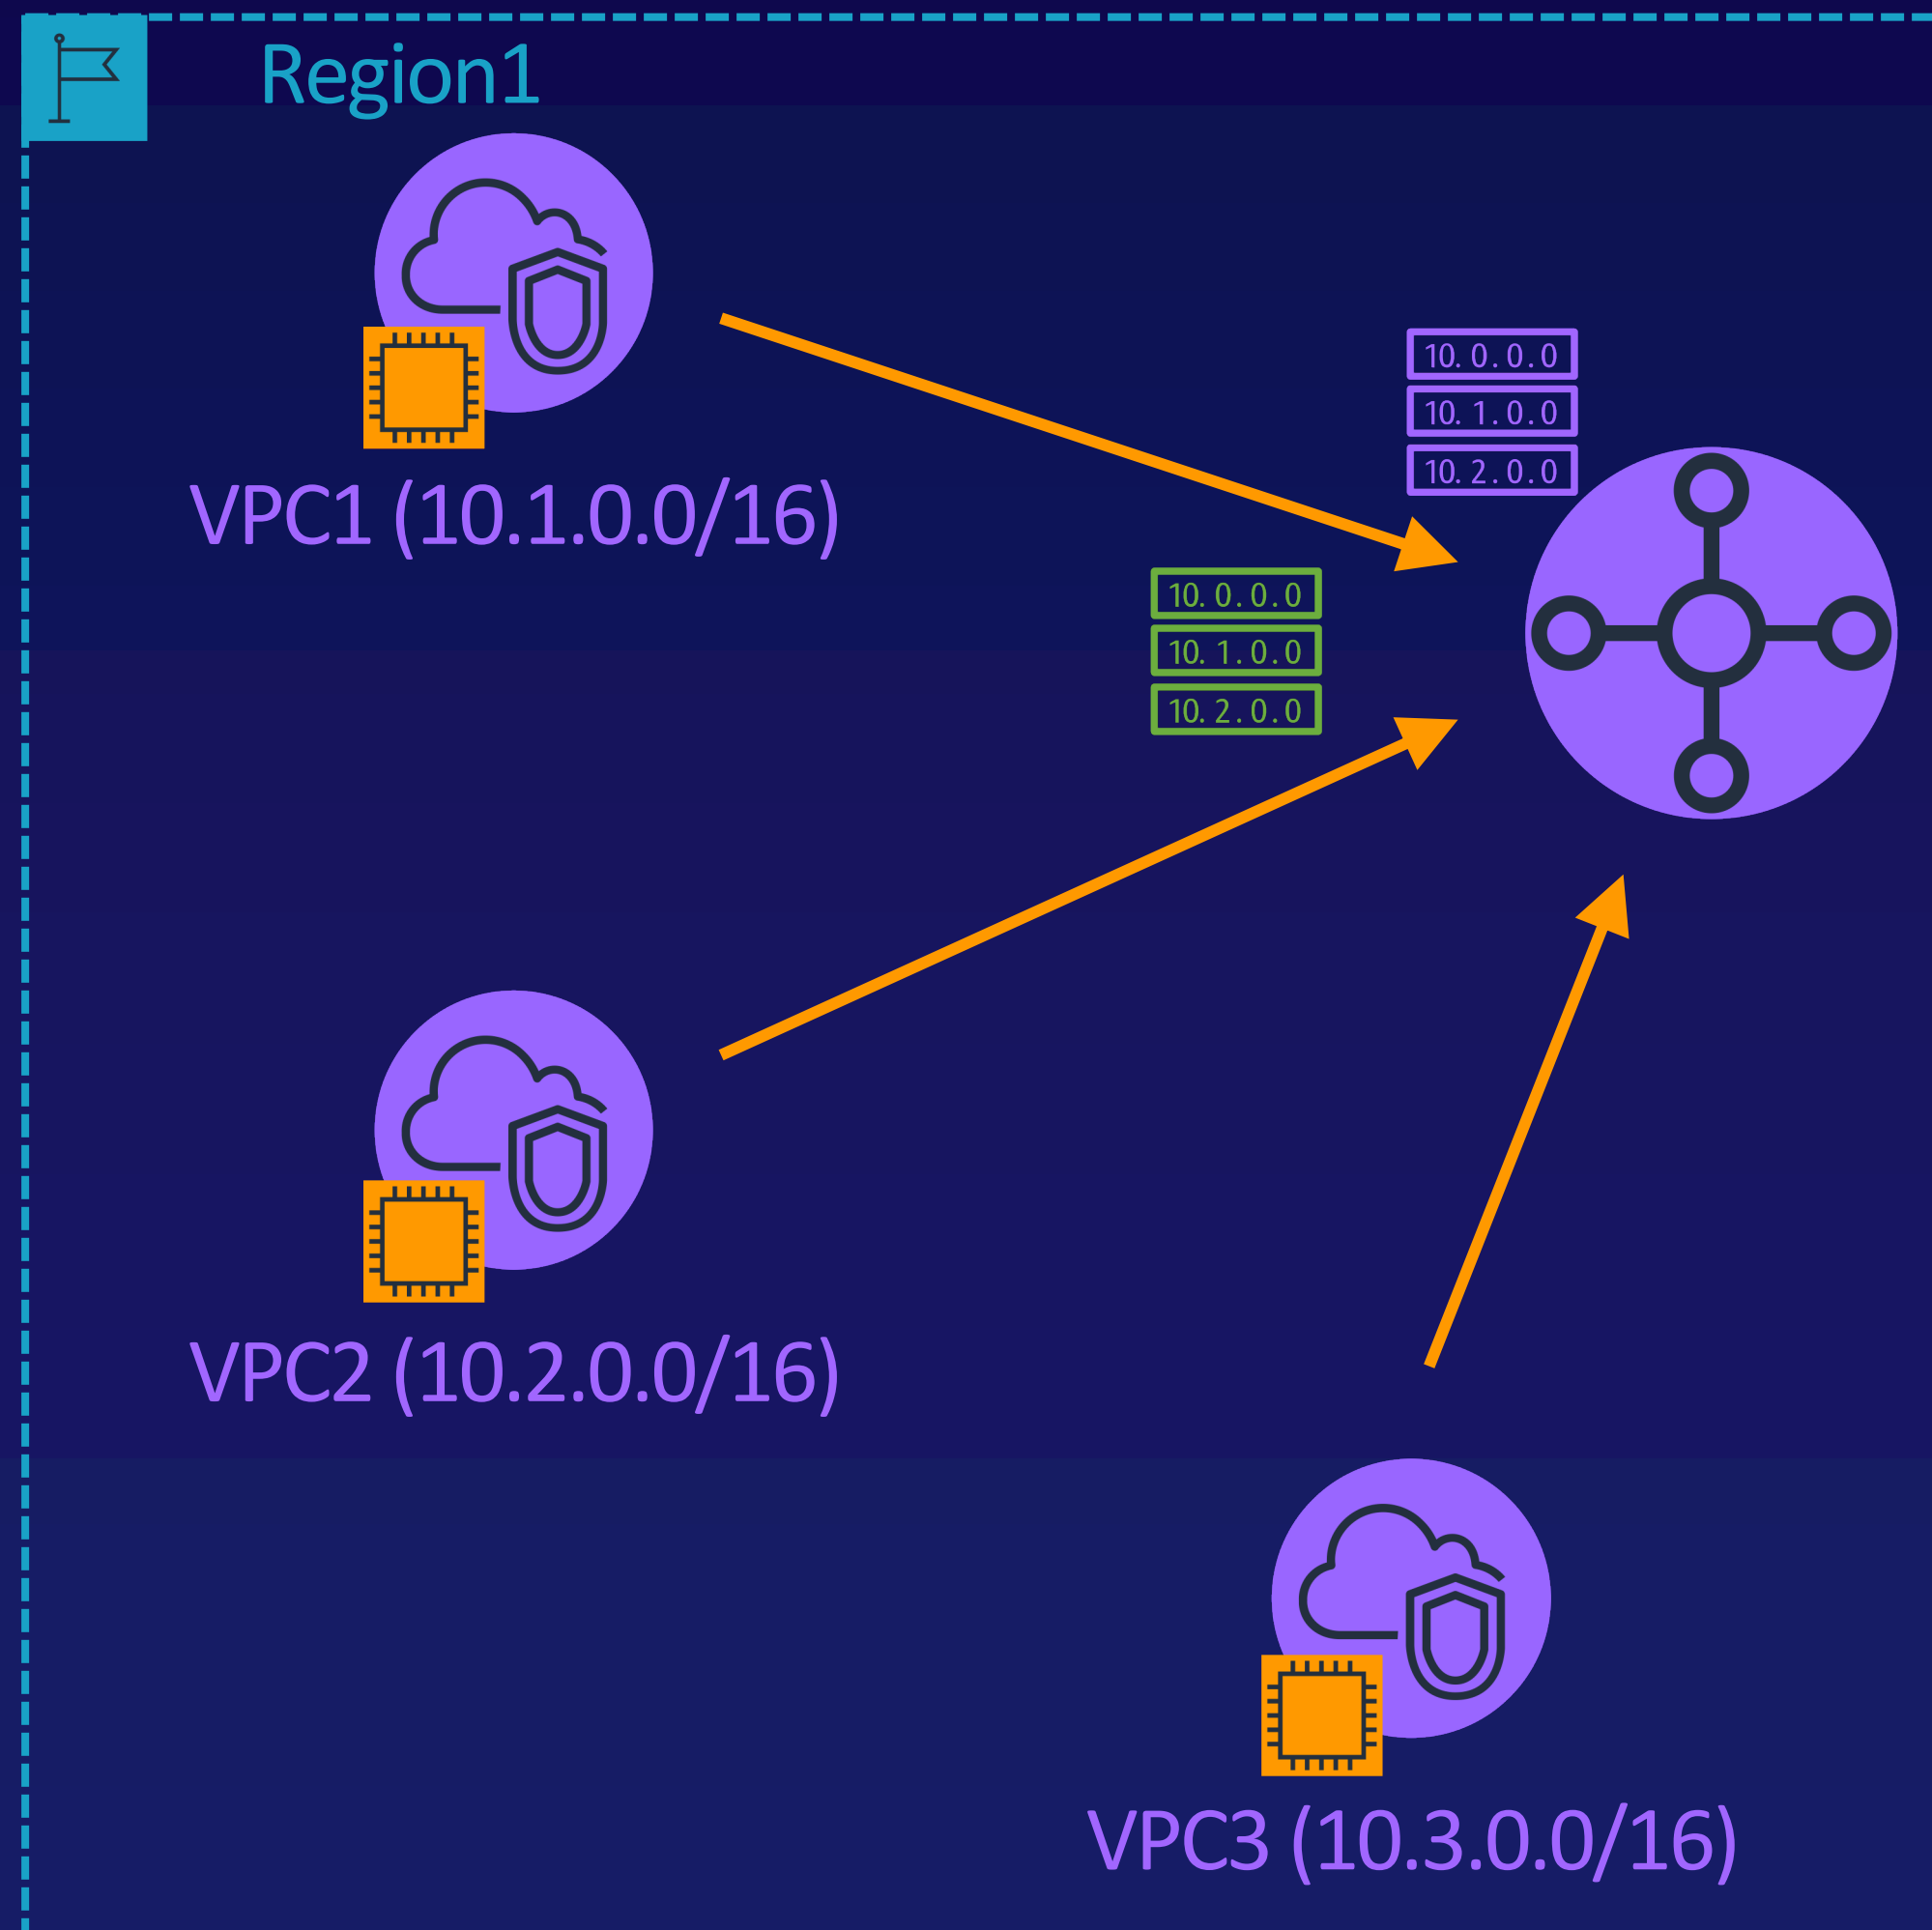 Region1
10. 0 . 0 . 0
10. 1 . 0 . 0
10. 2 . 0 . 0
VPC1 (10.1.0.0/16)
10. 0 . 0 . 0
10. 1 . 0 . 0
10. 2 . 0 . 0
VPC2 (10.2.0.0/16)
VPC3 (10.3.0.0/16)